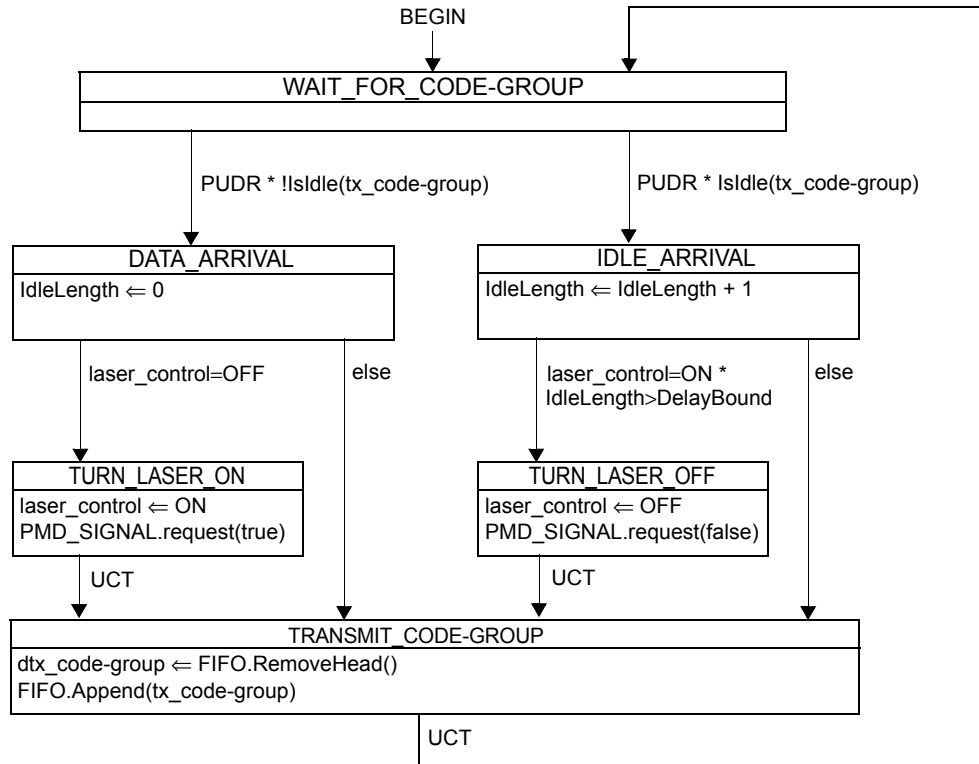 BEGIN
WAIT_FOR_CODE-GROUP
PUDR * !IsIdle(tx_code-group)
PUDR * IsIdle(tx_code-group)
DATA_ARRIVAL
IdleLength ⇐ 0
IDLE_ARRIVAL
IdleLength ⇐ IdleLength + 1
laser_control=OFF
else
laser_control=ON *
IdleLength>DelayBound
else
TURN_LASER_ON
laser_control ⇐ ON
PMD_SIGNAL.request(true)
TURN_LASER_OFF
laser_control ⇐ OFF
PMD_SIGNAL.request(false)
UCT
UCT
TRANSMIT_CODE-GROUP
dtx_code-group ⇐ FIFO.RemoveHead()
FIFO.Append(tx_code-group)
UCT